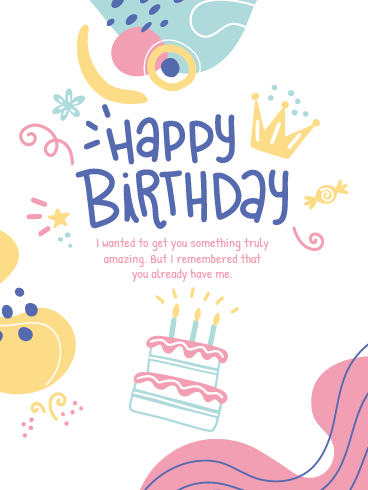 HAPPY
BiRTHDAY
I wanted to get you something truly
amazing. But I remembered that
you already have me.